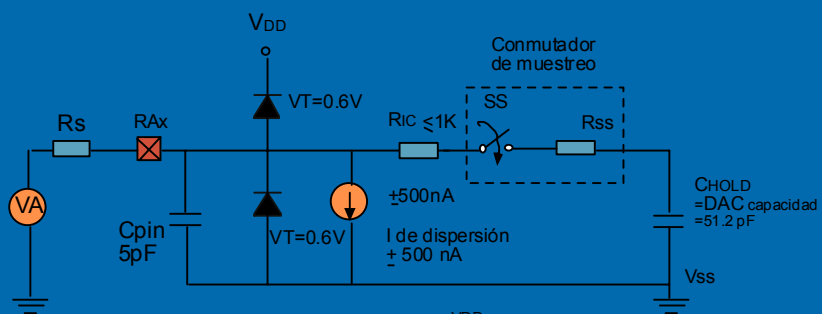 VDD
Conmutador
de muestreo
VT=0.6V
SS
Rs
RAx
RIC ≤1K
Rss
VA
±500nA
CHOLD
=DAC capacidad
=51.2 pF
Cpin
5pF
VT=0.6V
I de dispersión
± 500 nA
Vss